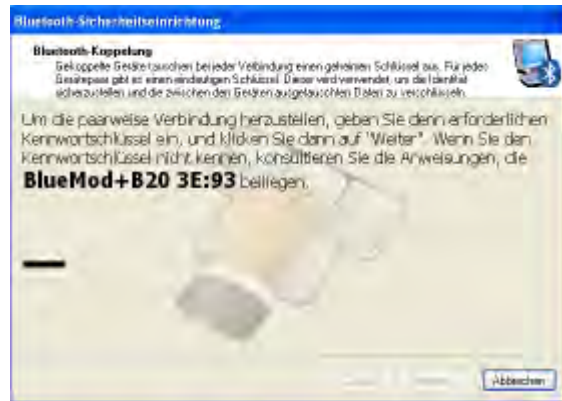 Bluetooth-Sicherheitseinrichtung
Bluetooth-Koppelung
Gekoppelte Geräte tauschen bei jeder Verbindung einen geheimen Schlüssel aus. Für jedes
Gerätepaar gibt es einen eindeutigen Schlüssel. Dieser wird verwendet, um die Identität
sicherzustellen und die zwischen den Geräten ausgetauschten Daten zu verschlüsseln.
Um die paarweise Verbindung herzustellen, geben Sie denn erforderlichen
Kennwortschlüssel ein, und klicken Sie dann auf "Weiter". Wenn Sie den
Kennwortschlüssel nicht kennen, konsultieren Sie die Anweisungen, die
BlueMod+B20 3E:93 beiliegen.
Abbrechen